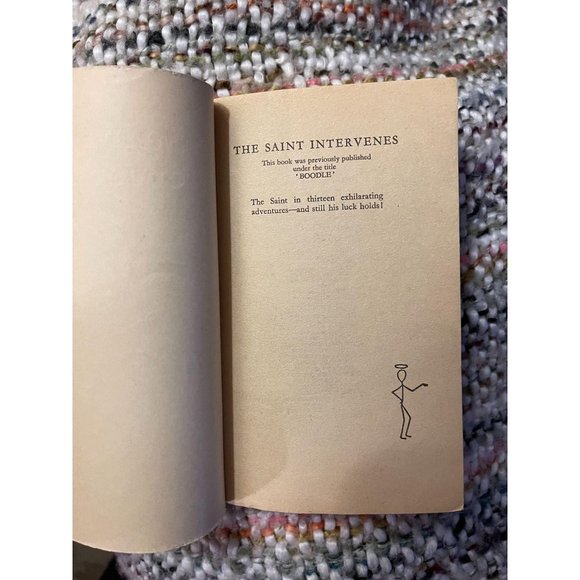 THE SAINT INTERVENES
This book was previously published
under the title
'BOODLE'
The Saint in thirteen exhilarating
adventures—and still his luck holds!